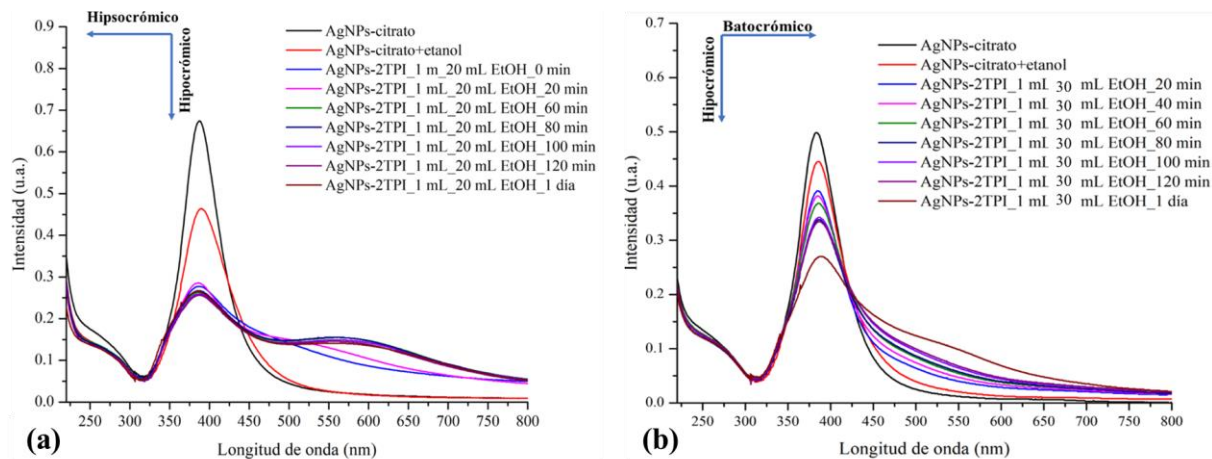 Hipsocrómico
Hipocrómico
AgNPs-citrato
AgNPs-citrato+etanol
AgNPs-2TPI_1 m_20 mL EtOH_0 min
AgNPs-2TPI_1 mL_20 mL EtOH_20 min
AgNPs-2TPI_1 mL_20 mL EtOH_60 min
AgNPs-2TPI_1 mL_20 mL EtOH_80 min
AgNPs-2TPI_1 mL_20 mL EtOH_100 min
AgNPs-2TPI_1 mL_20 mL EtOH_120 min
AgNPs-2TPI_1 mL_20 mL EtOH_1 día
Intensidad (u.a.)
0.9
0.8
0.7
0.6
0.5
0.4
0.3
0.2
0.1
0.0
250 300 350 400 450 500 550 600 650 700 750 800
Longitud de onda (nm)
(a)
Batocrómico
Hipocrómico
AgNPs-citrato
AgNPs-citrato+etanol
AgNPs-2TPI_1 mL 30 mL EtOH_20 min
AgNPs-2TPI_1 mL 30 mL EtOH_40 min
AgNPs-2TPI_1 mL 30 mL EtOH_60 min
AgNPs-2TPI_1 mL 30 mL EtOH_80 min
AgNPs-2TPI_1 mL 30 mL EtOH_100 min
AgNPs-2TPI_1 mL 30 mL EtOH_120 min
AgNPs-2TPI_1 mL 30 mL EtOH_1 día
Intensidad (u.a.)
0.7
0.6
0.5
0.4
0.3
0.2
0.1
0.0
250 300 350 400 450 500 550 600 650 700 750 800
Longitud de onda (nm)
(b)